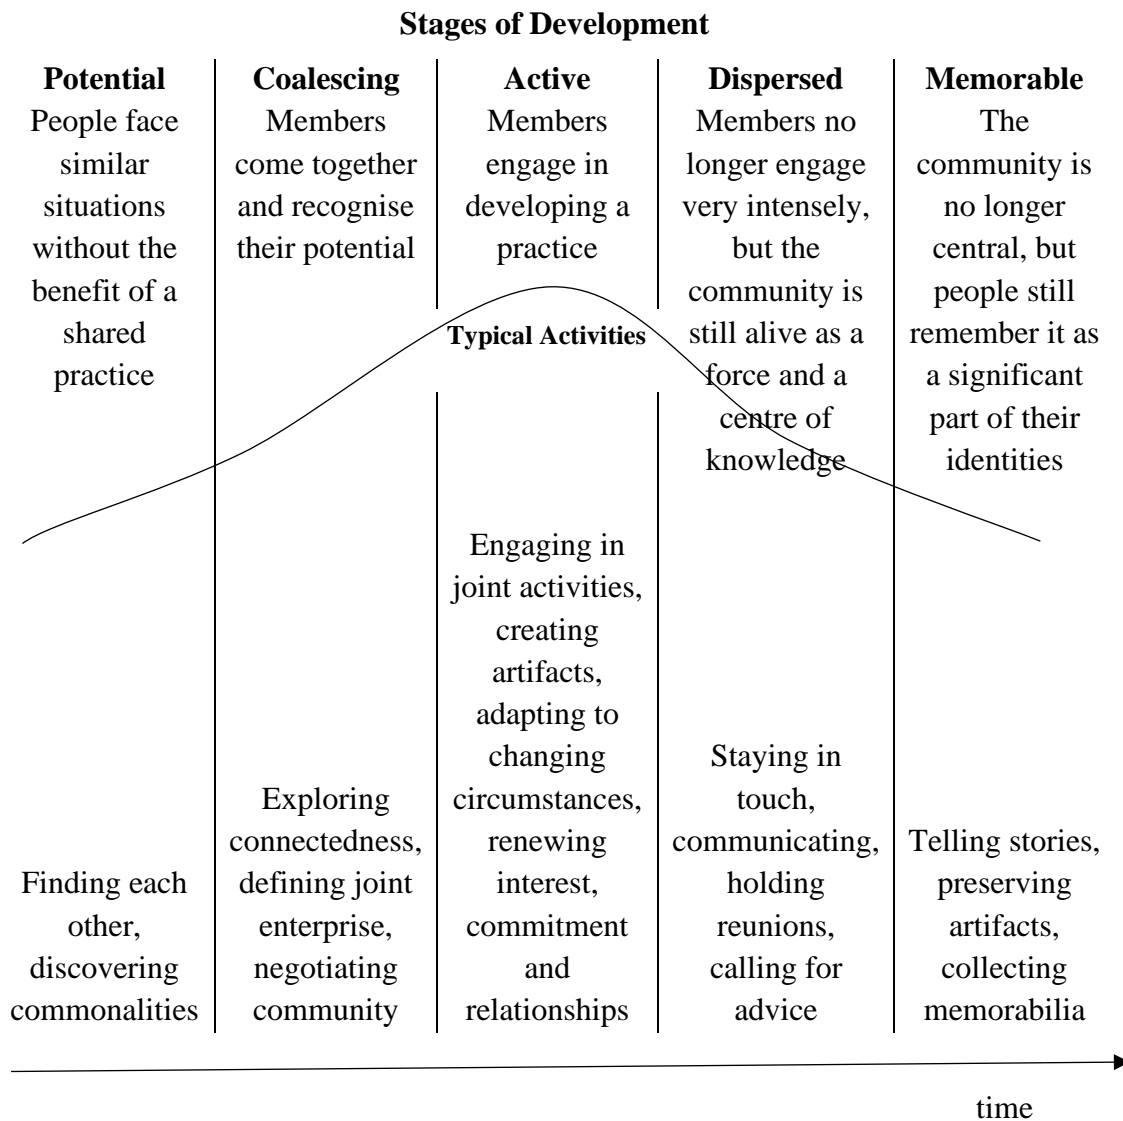 Stages of Development
Potential
People face
similar
situations
without the
benefit of a
shared
practice
Coalescing
Members
come together
and recognise
their potential
Active
Members
engage in
developing a
practice
Dispersed
Members no
longer engage
very intensely,
but the
community is
still alive as a
force and a
centre of
knowledge
Memorable
The
community is
no longer
central, but
people still
remember it as
a significant
part of their
identities
Typical Activities
Finding each
other,
discovering
commonalities
Exploring
connectedness,
defining joint
enterprise,
negotiating
community
Engaging in
joint activities,
creating
artifacts,
adapting to
changing
circumstances,
renewing
interest,
commitment
and
relationships
Staying in
touch,
communicating,
holding
reunions,
calling for
advice
Telling stories,
preserving
artifacts,
collecting
memorabilia
time